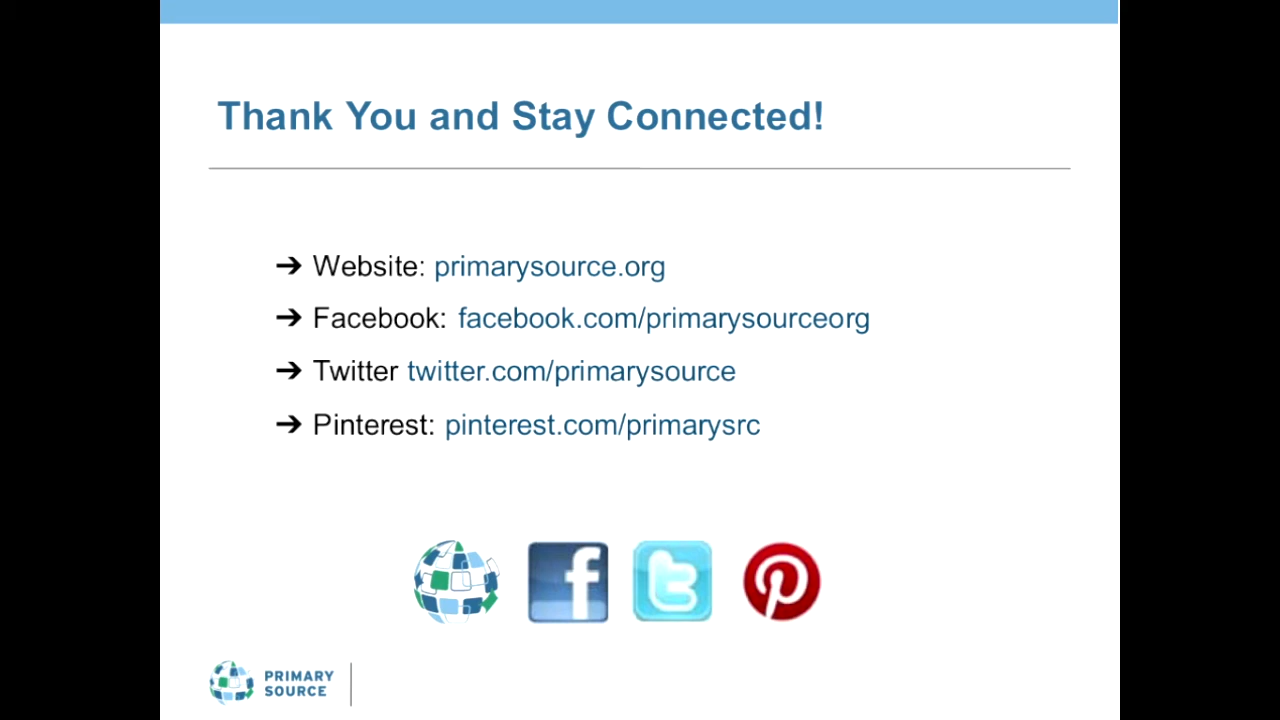 Thank You and Stay Connected!
➔ Website: primarysource.org
➔ Facebook: facebook.com/primarysourceorg
➔ Twitter twitter.com/primarysource
➔ Pinterest: pinterest.com/primarysrc
PRIMARY
SOURCE